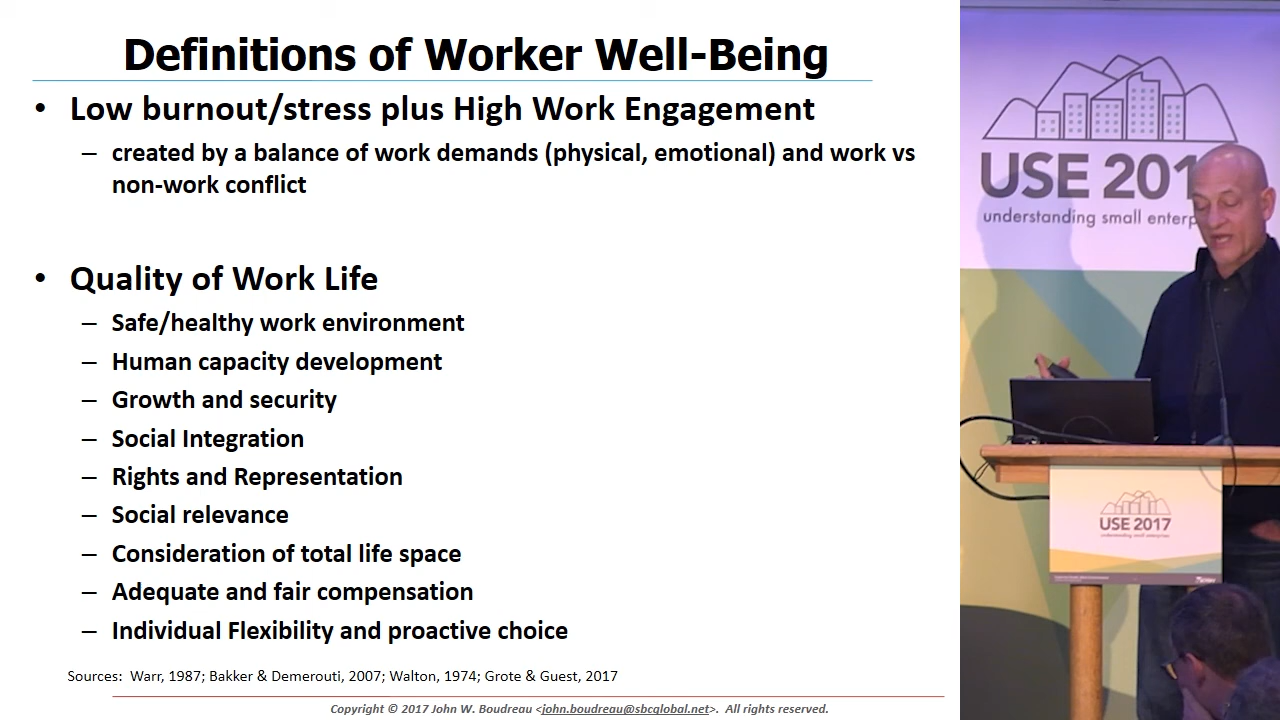 Definitions of Worker Well-Being
• Low burnout/stress plus High Work Engagement
– created by a balance of work demands (physical, emotional) and work vs
non-work conflict
• Quality of Work Life
– Safe/healthy work environment
– Human capacity development
– Growth and security
– Social Integration
– Rights and Representation
– Social relevance
– Consideration of total life space
– Adequate and fair compensation
– Individual Flexibility and proactive choice
Sources: Warr, 1987; Bakker & Demerouti, 2007; Walton, 1974; Grote & Guest, 2017
Copyright © 2017 John W. Boudreau <john.boudreau@sbcglobal.net>. All rights reserved.
USE 201
understanding small enterp
USE 2017
understanding small enterprises